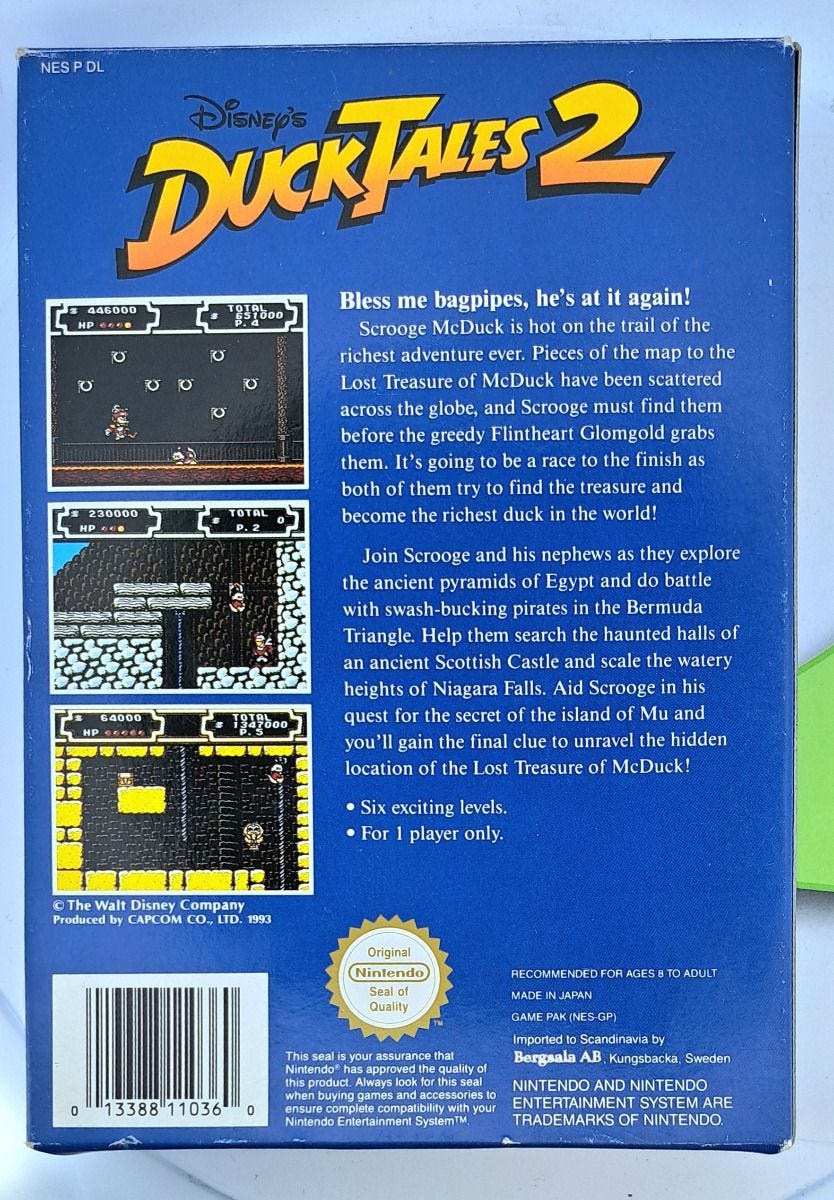 NES P DL
Disney's
DUCKTALES 2
$ 446000
TOTAL
HP
$ 651000
P. 4
$ 230000
TOTAL
HP
$ 0
P. 2
$ 64000
TOTAL
HP
$ 1347000
P. 5
Bless me bagpipes, he's at it again!
Scrooge McDuck is hot on the trail of the
richest adventure ever. Pieces of the map to the
Lost Treasure of McDuck have been scattered
across the globe, and Scrooge must find them
before the greedy Flintheart Glomgold grabs
them. It's going to be a race to the finish as
both of them try to find the treasure and
become the richest duck in the world!
Join Scrooge and his nephews as they explore
the ancient pyramids of Egypt and do battle
with swash-bucking pirates in the Bermuda
Triangle. Help them search the haunted halls of
an ancient Scottish Castle and scale the watery
heights of Niagara Falls. Aid Scrooge in his
quest for the secret of the island of Mu and
you'll gain the final clue to unravel the hidden
location of the Lost Treasure of McDuck!
• Six exciting levels.
• For 1 player only.
© The Walt Disney Company
Produced by CAPCOM CO., LTD. 1993
0 13388 11036 0
Original
Nintendo
Seal of
Quality
TM
This seal is your assurance that
Nintendo® has approved the quality of
this product. Always look for this seal
when buying games and accessories to
ensure complete compatibility with your
Nintendo Entertainment System™.
RECOMMENDED FOR AGES 8 TO ADULT
MADE IN JAPAN
GAME PAK (NES-GP)
Imported to Scandinavia by
Bergsala AB, Kungsbacka, Sweden
NINTENDO AND NINTENDO
ENTERTAINMENT SYSTEM ARE
TRADEMARKS OF NINTENDO.